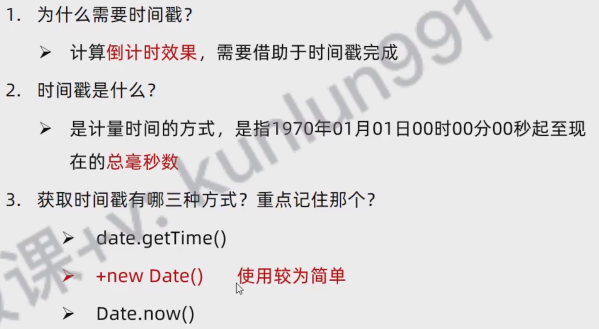 1. 为什么需要时间戳？
➢ 计算倒计时效果，需要借助于时间戳完成
2. 时间戳是什么？
➢ 是计量时间的方式，是指1970年01月01日00时00分00秒起至现
在的总毫秒数
3. 获取时间戳有哪三种方式？重点记住那个？
➢ date.getTime()
➢ +new Date() 使用较为简单
➢ Date.now()
课+v: kunlun991